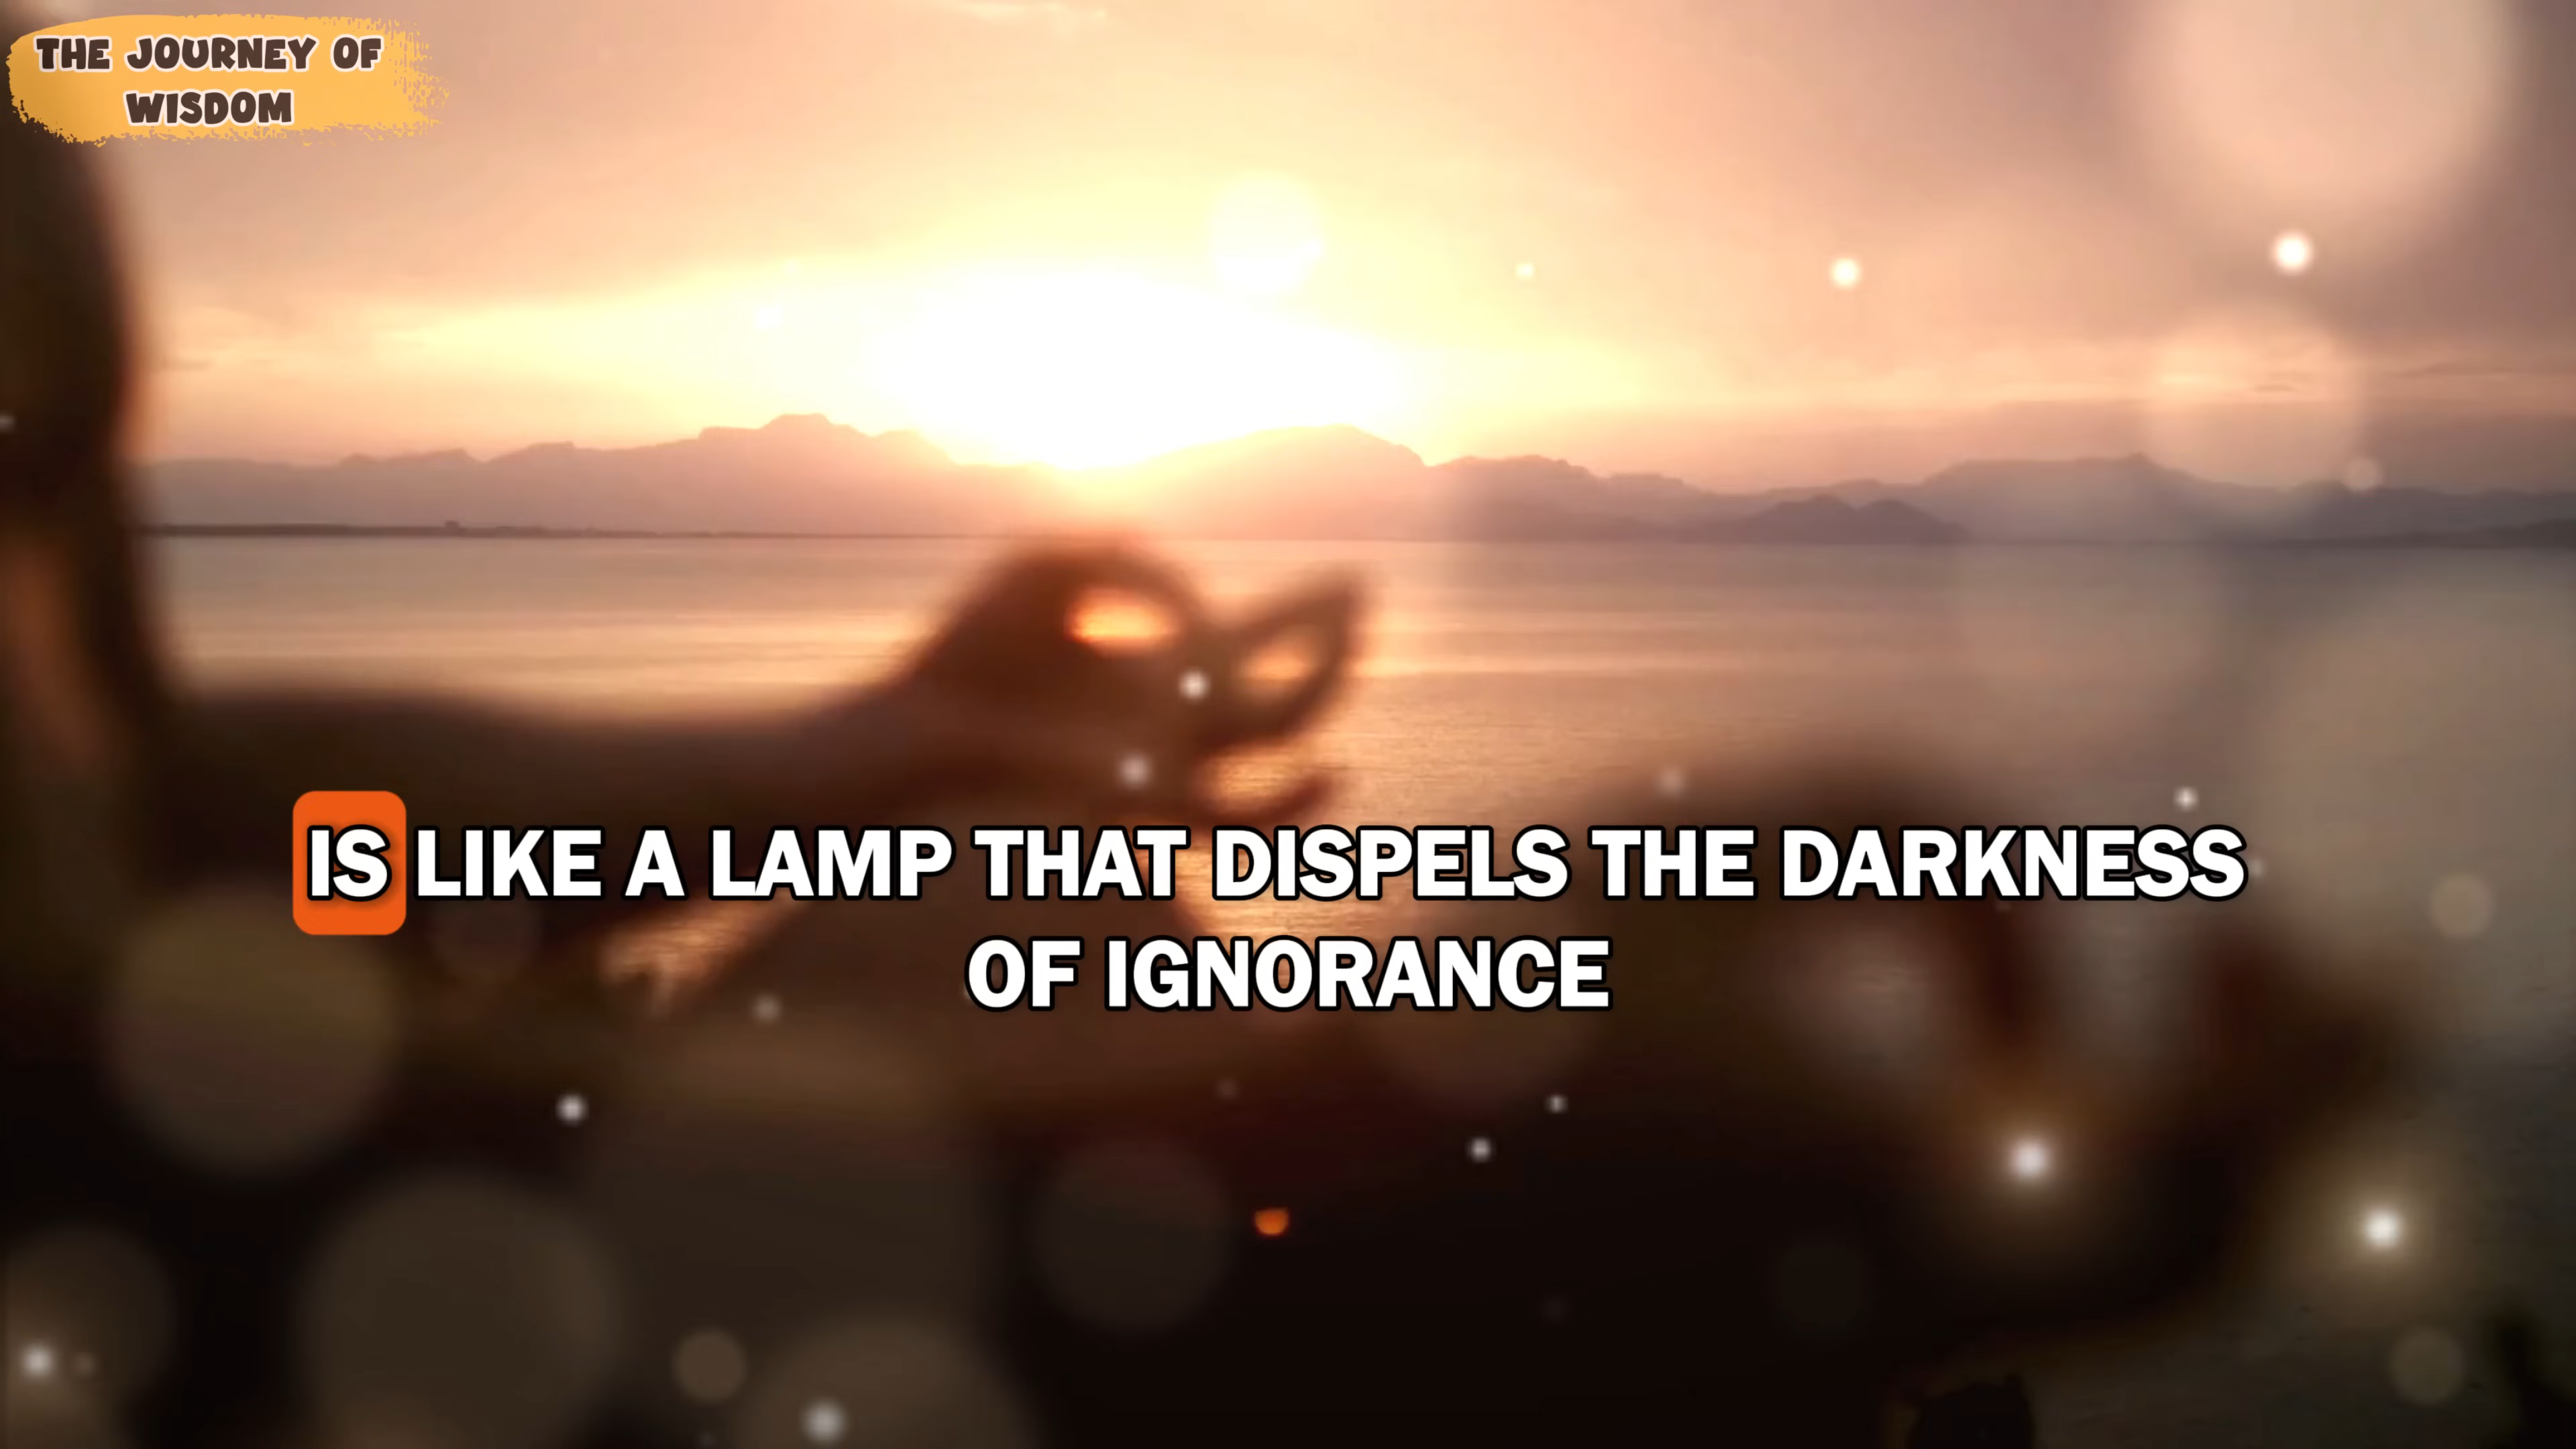 THE JOURNEY OF
WISDOM
IS LIKE A LAMP THAT DISPELS THE DARKNESS
OF IGNORANCE